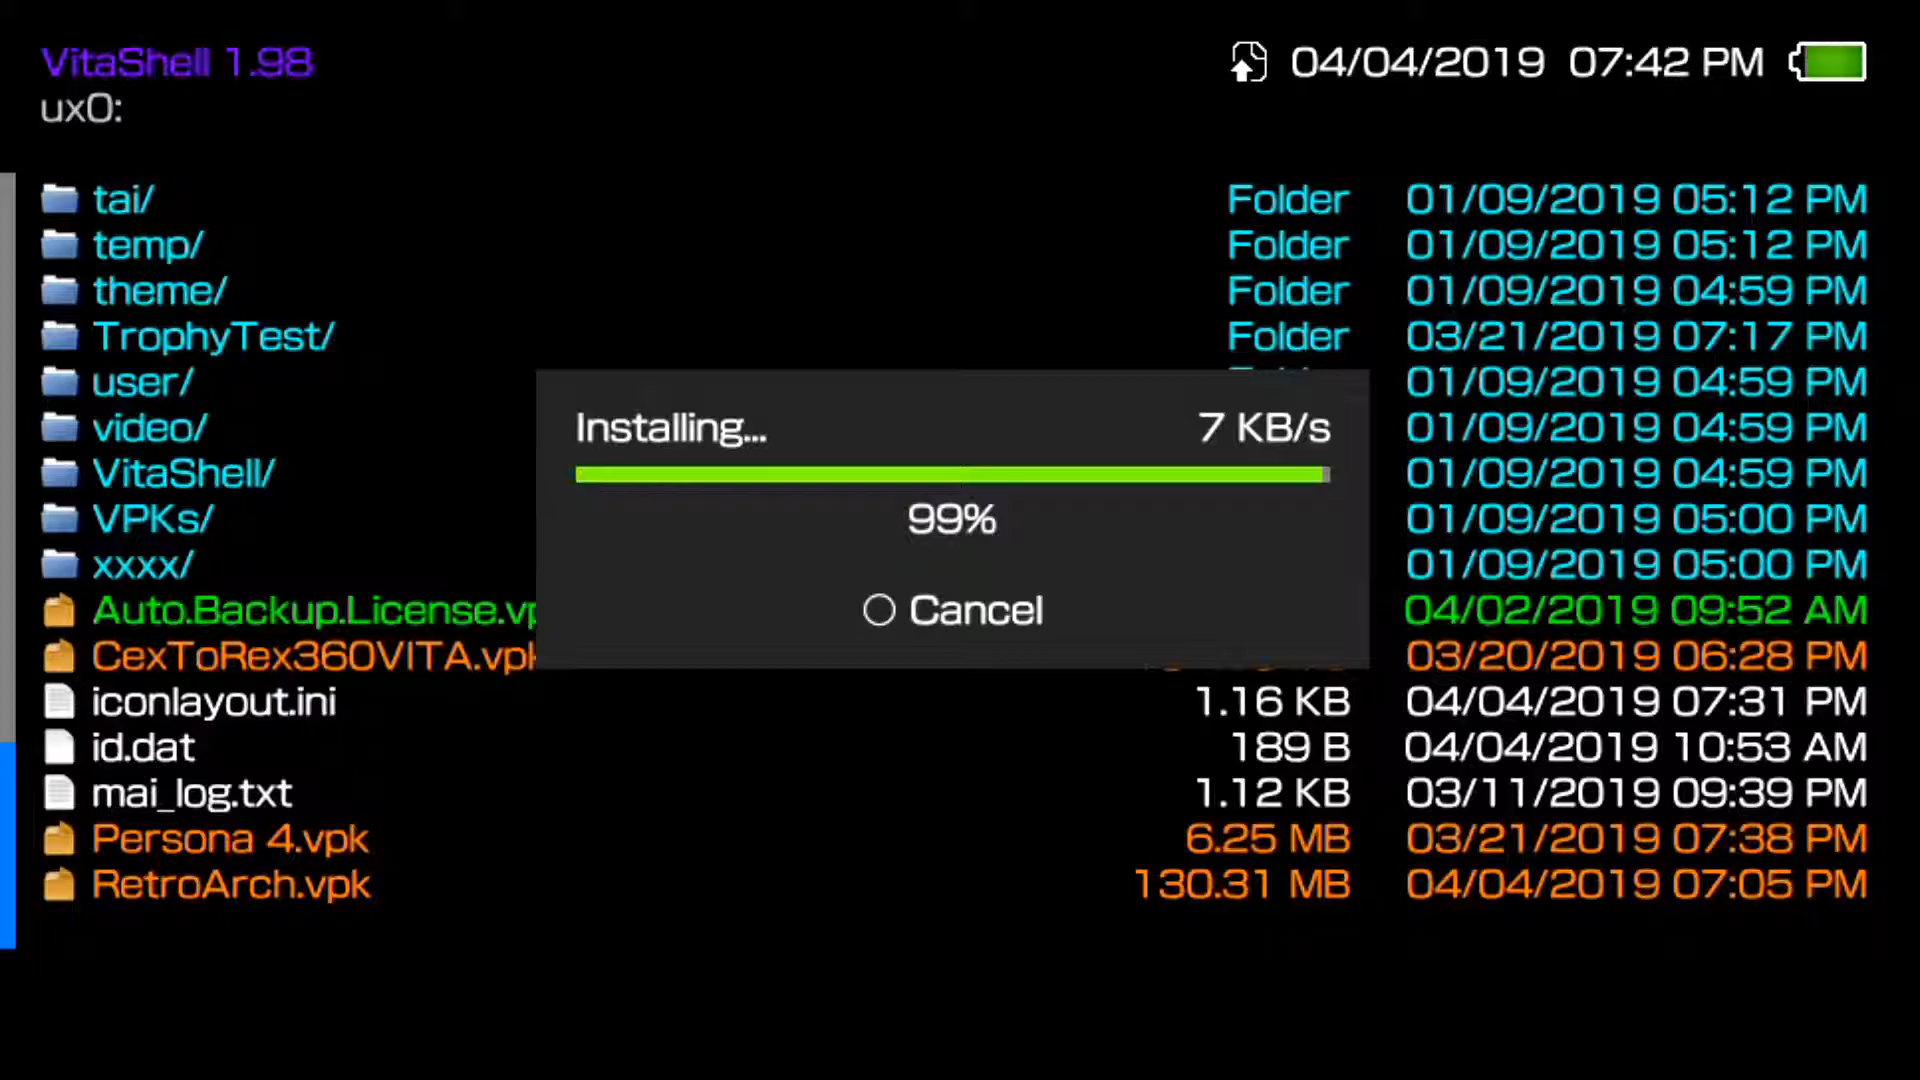 VitaShell 1.98 04/04/2019 07:42 PM
ux0:
tai/ Folder 01/09/2019 05:12 PM
temp/ Folder 01/09/2019 05:12 PM
theme/ Folder 01/09/2019 04:59 PM
TrophyTest/ Folder 03/21/2019 07:17 PM
user/ 01/09/2019 04:59 PM
video/ 01/09/2019 04:59 PM
VitaShell/ 01/09/2019 04:59 PM
VPKs/ 01/09/2019 05:00 PM
xxxx/ 01/09/2019 05:00 PM
Auto.Backup.License.vp 04/02/2019 09:52 AM
CexToRex360VITA.vpk 03/20/2019 06:28 PM
iconlayout.ini 1.16 KB 04/04/2019 07:31 PM
id.dat 189 B 04/04/2019 10:53 AM
mai_log.txt 1.12 KB 03/11/2019 09:39 PM
Persona 4.vpk 6.25 MB 03/21/2019 07:38 PM
RetroArch.vpk 130.31 MB 04/04/2019 07:05 PM
Installing... 7 KB/s
99%
Cancel